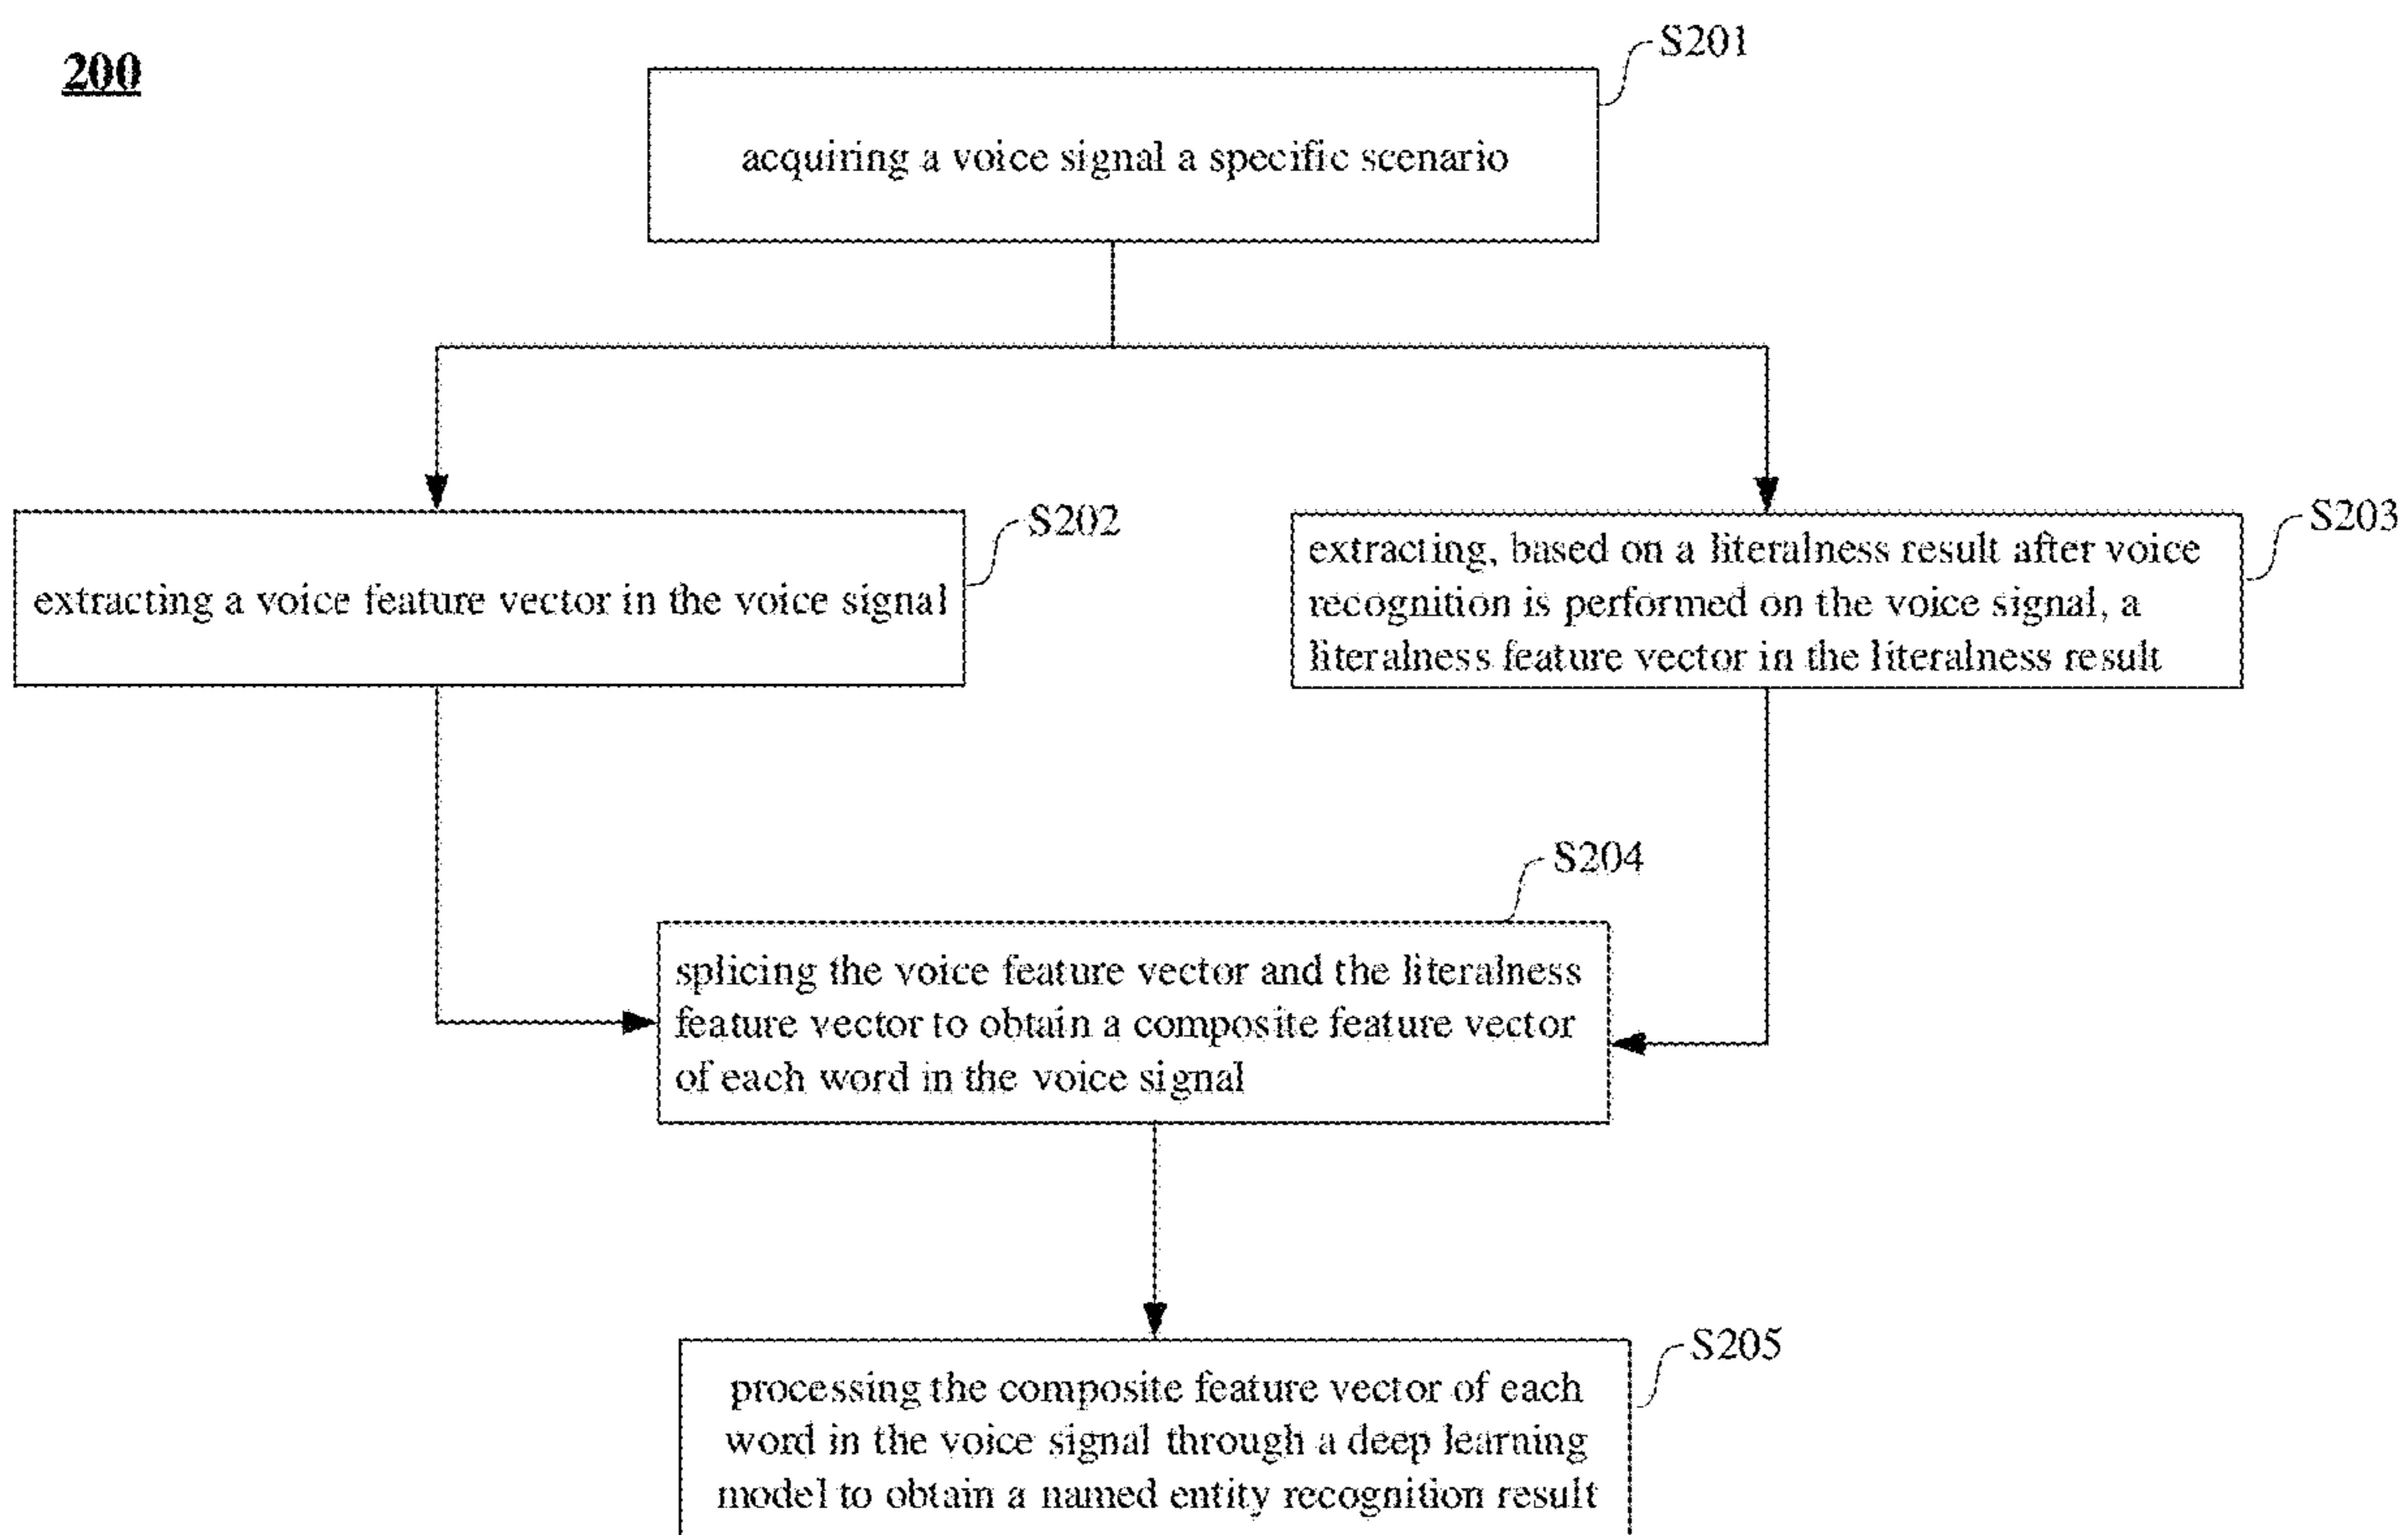 200
S201
acquiring a voice signal a specific scenario
S202
extracting a voice feature vector in the voice signal
S203
extracting, based on a literalness result after voice
recognition is performed on the voice signal, a
literalness feature vector in the literalness result
S204
splicing the voice feature vector and the literalness
feature vector to obtain a composite feature vector
of each word in the voice signal
S205
processing the composite feature vector of each
word in the voice signal through a deep learning
model to obtain a named entity recognition result